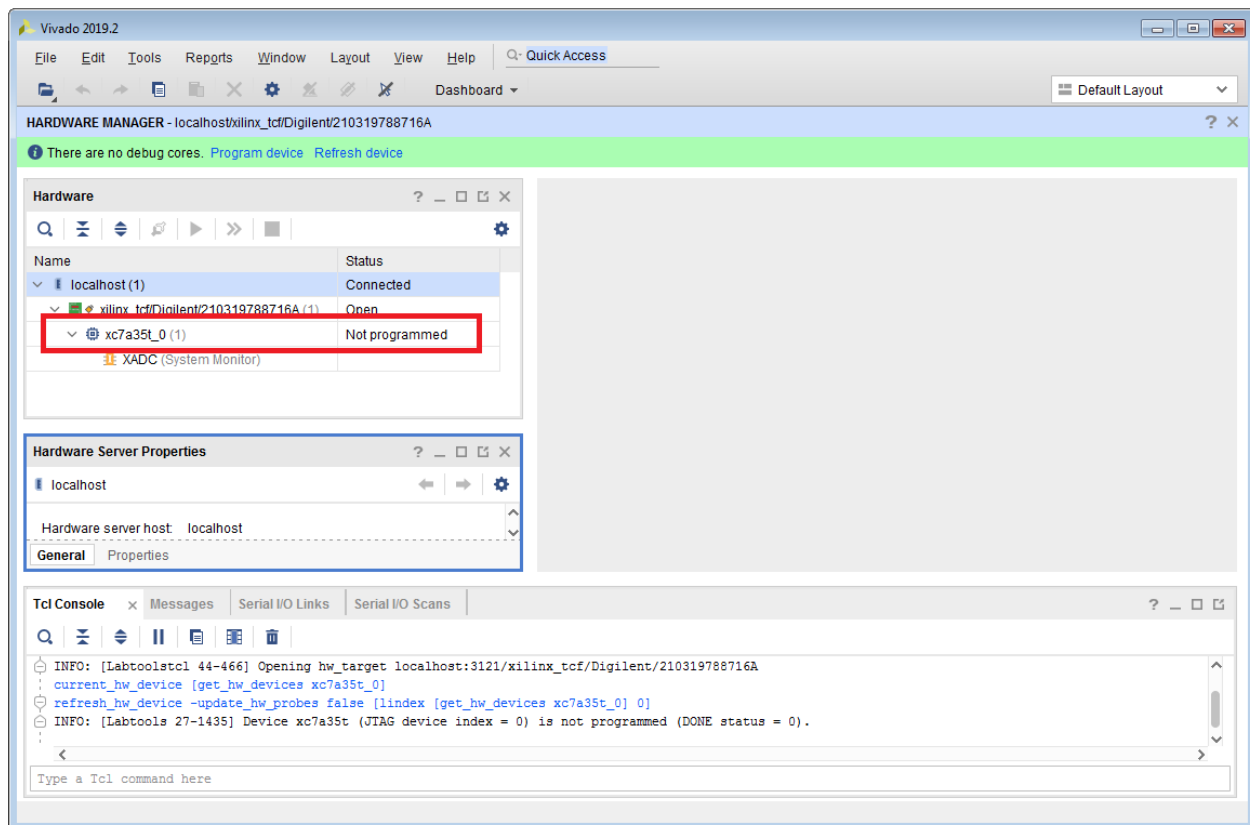 Vivado 2019.2
File Edit Tools Reports Window Layout View Help Quick Access
Dashboard Default Layout
HARDWARE MANAGER - localhost/xilinx_tcf/Digilent/210319788716A
There are no debug cores. Program device Refresh device
Hardware
Name Status
localhost (1) Connected
xilinx_tcf/Digilent/210319788716A (1) Open
xc7a35t_0 (1) Not programmed
XADC (System Monitor)
Hardware Server Properties
localhost
Hardware server host: localhost
General Properties
Tcl Console Messages Serial I/O Links Serial I/O Scans
INFO: [Labtoolstcl 44-466] Opening hw_target localhost:3121/xilinx_tcf/Digilent/210319788716A
current_hw_device [get_hw_devices xc7a35t_0]
refresh_hw_device -update_hw_probes false [lindex [get_hw_devices xc7a35t_0] 0]
INFO: [Labtools 27-1435] Device xc7a35t (JTAG device index = 0) is not programmed (DONE status = 0).
Type a Tcl command here